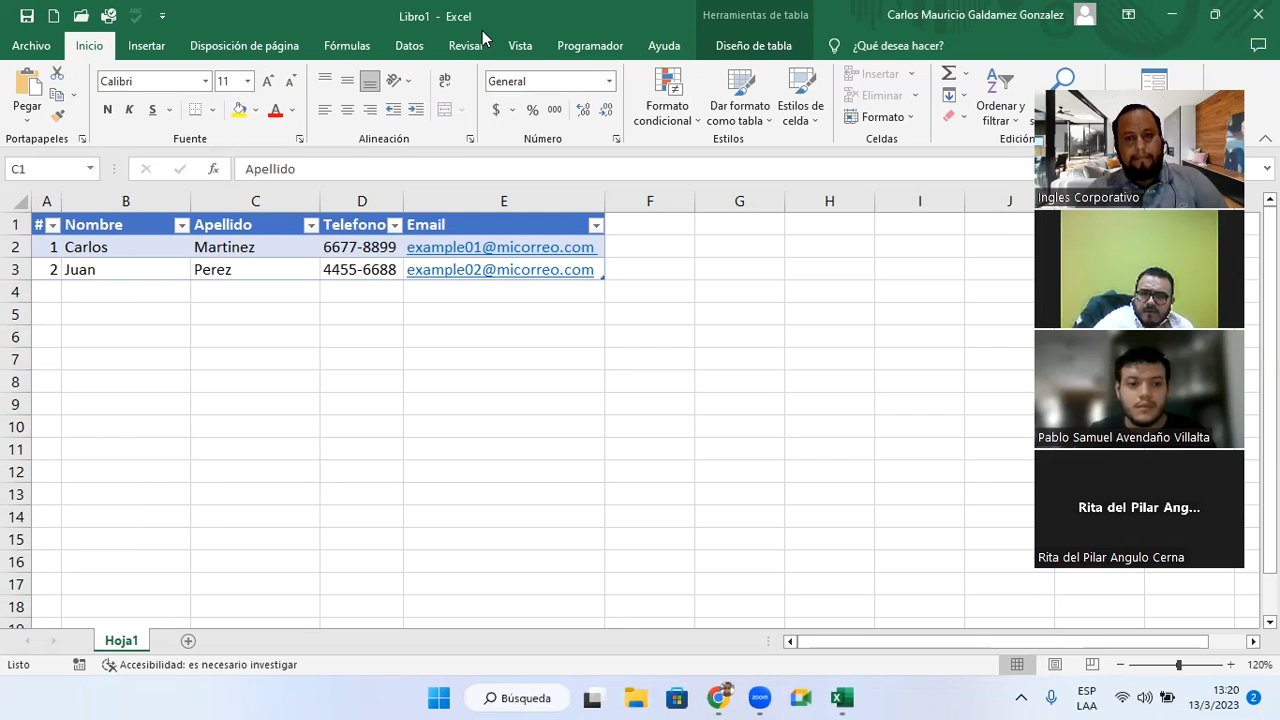 Libro1 - Excel
Herramientas de tabla
Carlos Mauricio Galdamez Gonzalez
Archivo Inicio Insertar Disposición de página Fórmulas Datos Revisar Vista Programador Ayuda Diseño de tabla ¿Qué desea hacer?
Pegar
Calibri 11
General
Formato condicional
Dar formato como tabla
Estilos de celda
Insertar
Eliminar
Formato
Ordenar y filtrar
N K S
$ % 000
Portapapeles Fuente Alineación Número Estilos Celdas Edición
C1 fx Apellido
A B C D E F G H I J
1 # Nombre Apellido Telefono Email
2 1 Carlos Martinez 6677-8899 example01@micorreo.com
3 2 Juan Perez 4455-6688 example02@micorreo.com
4
5
6
7
8
9
10
11
12
13
14
15
16
17
18
Ingles Corporativo
Pablo Samuel Avendaño Villalta
Rita del Pilar Ang...
Rita del Pilar Angulo Cerna
Hoja1
Listo Accesibilidad: es necesario investigar 120%
Búsqueda
ESP
LAA
13:20
13/3/2023
2